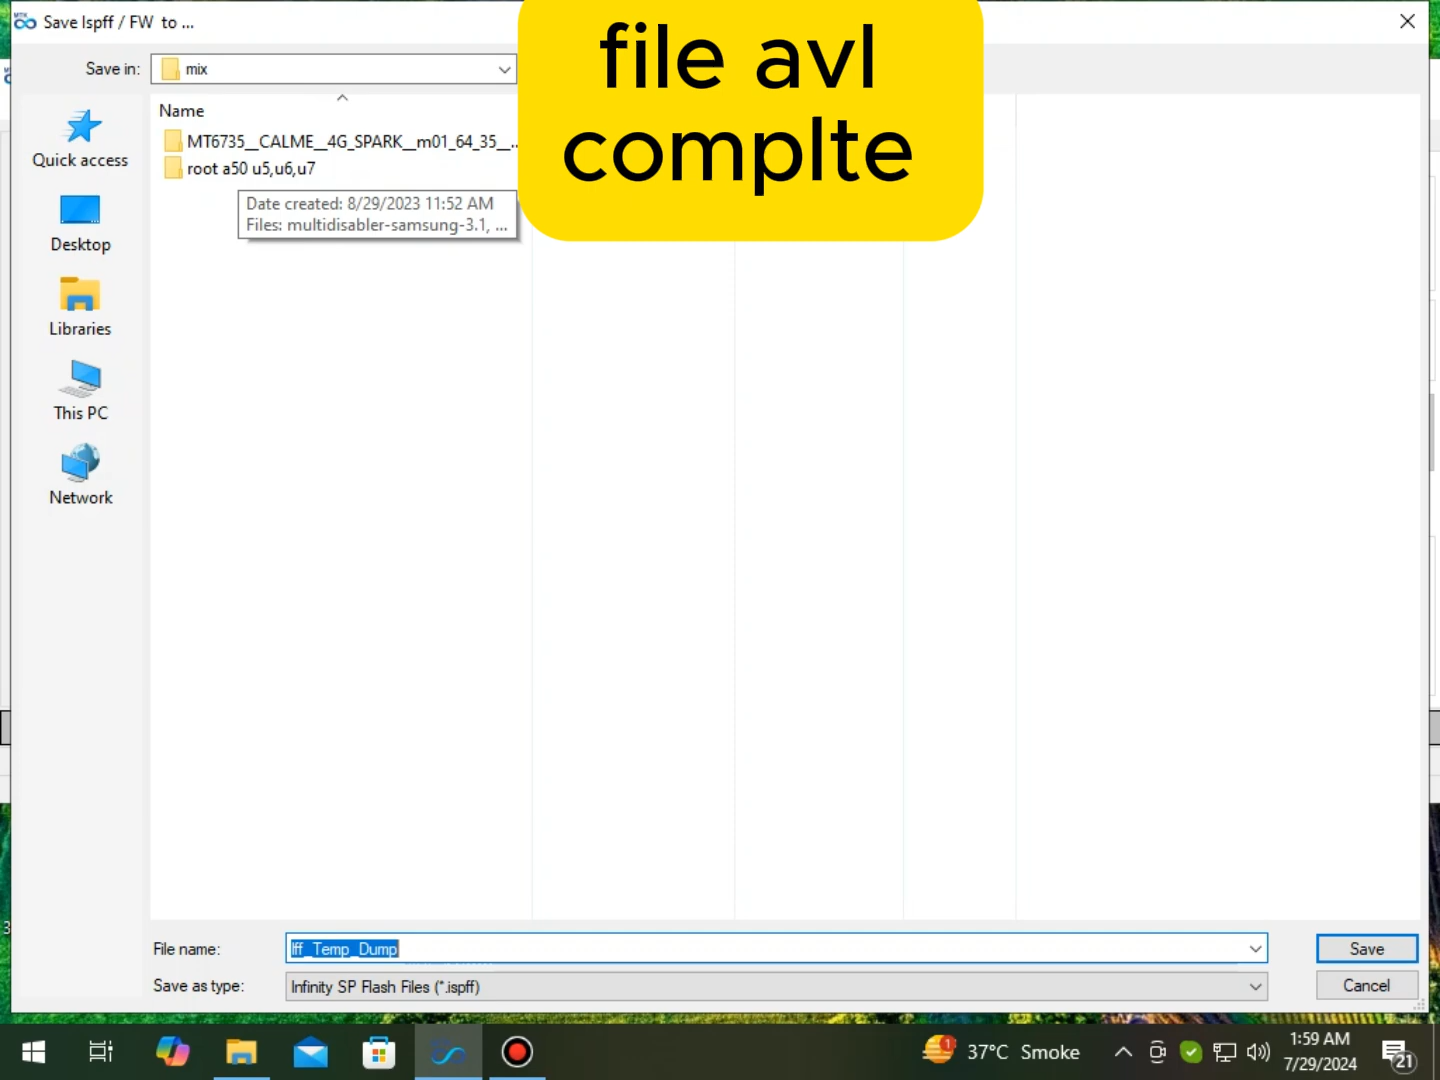 Save Ispff / FW to ...
file avl
complte
Save in:
mix
Name
MT6735__CALME__4G_SPARK__m01_64_35__...
root a50 u5,u6,u7
Date created: 8/29/2023 11:52 AM
Files: multidisabler-samsung-3.1, ...
Quick access
Desktop
Libraries
This PC
Network
File name:
Iff_Temp_Dump
Save
Save as type:
Infinity SP Flash Files (*.ispff)
Cancel
1
37°C Smoke
1:59 AM
7/29/2024
21